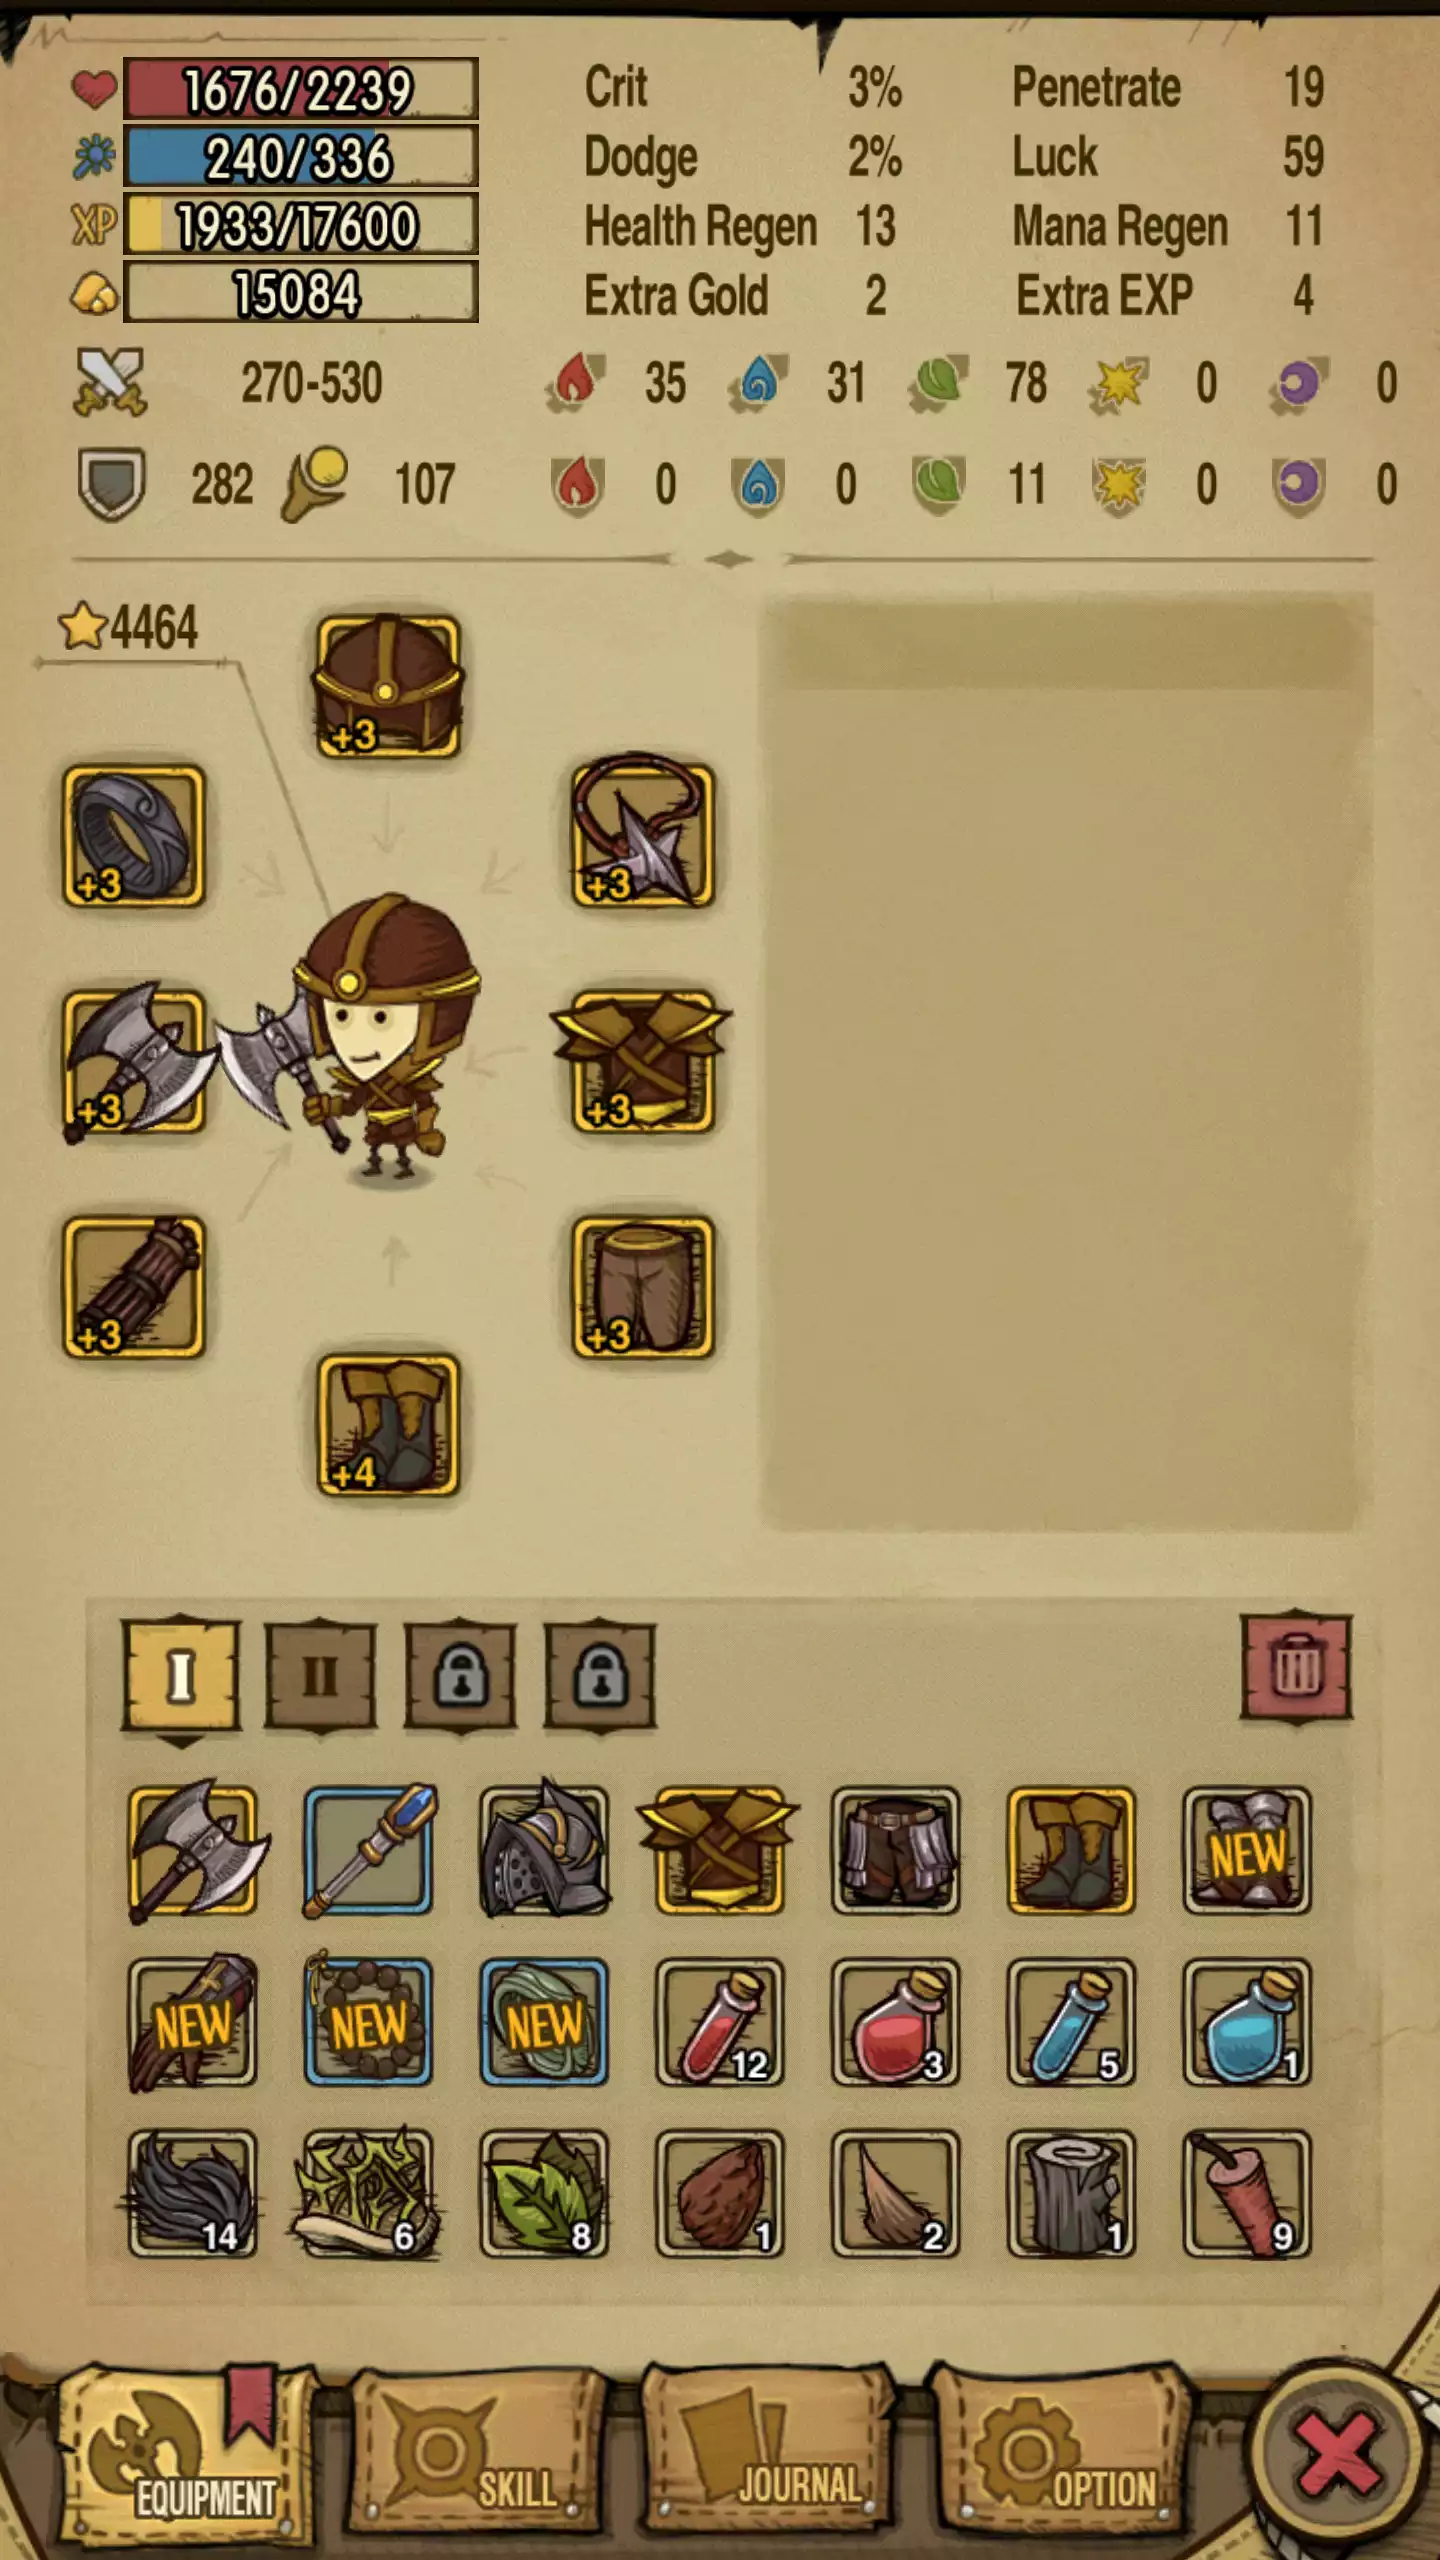 1676/2239 Crit 3% Penetrate 19
240/336 Dodge 2% Luck 59
XP 1933/17600 Health Regen 13 Mana Regen 11
15084 Extra Gold 2 Extra EXP 4
270-530 35 31 78 0 0
282 107 0 0 11 0 0
4464
+3
+3 +3
+3 +3
+3 +3
+4
I II
NEW
NEW NEW NEW 12 3 5 1
14 6 8 1 2 1 9
EQUIPMENT SKILL JOURNAL OPTION